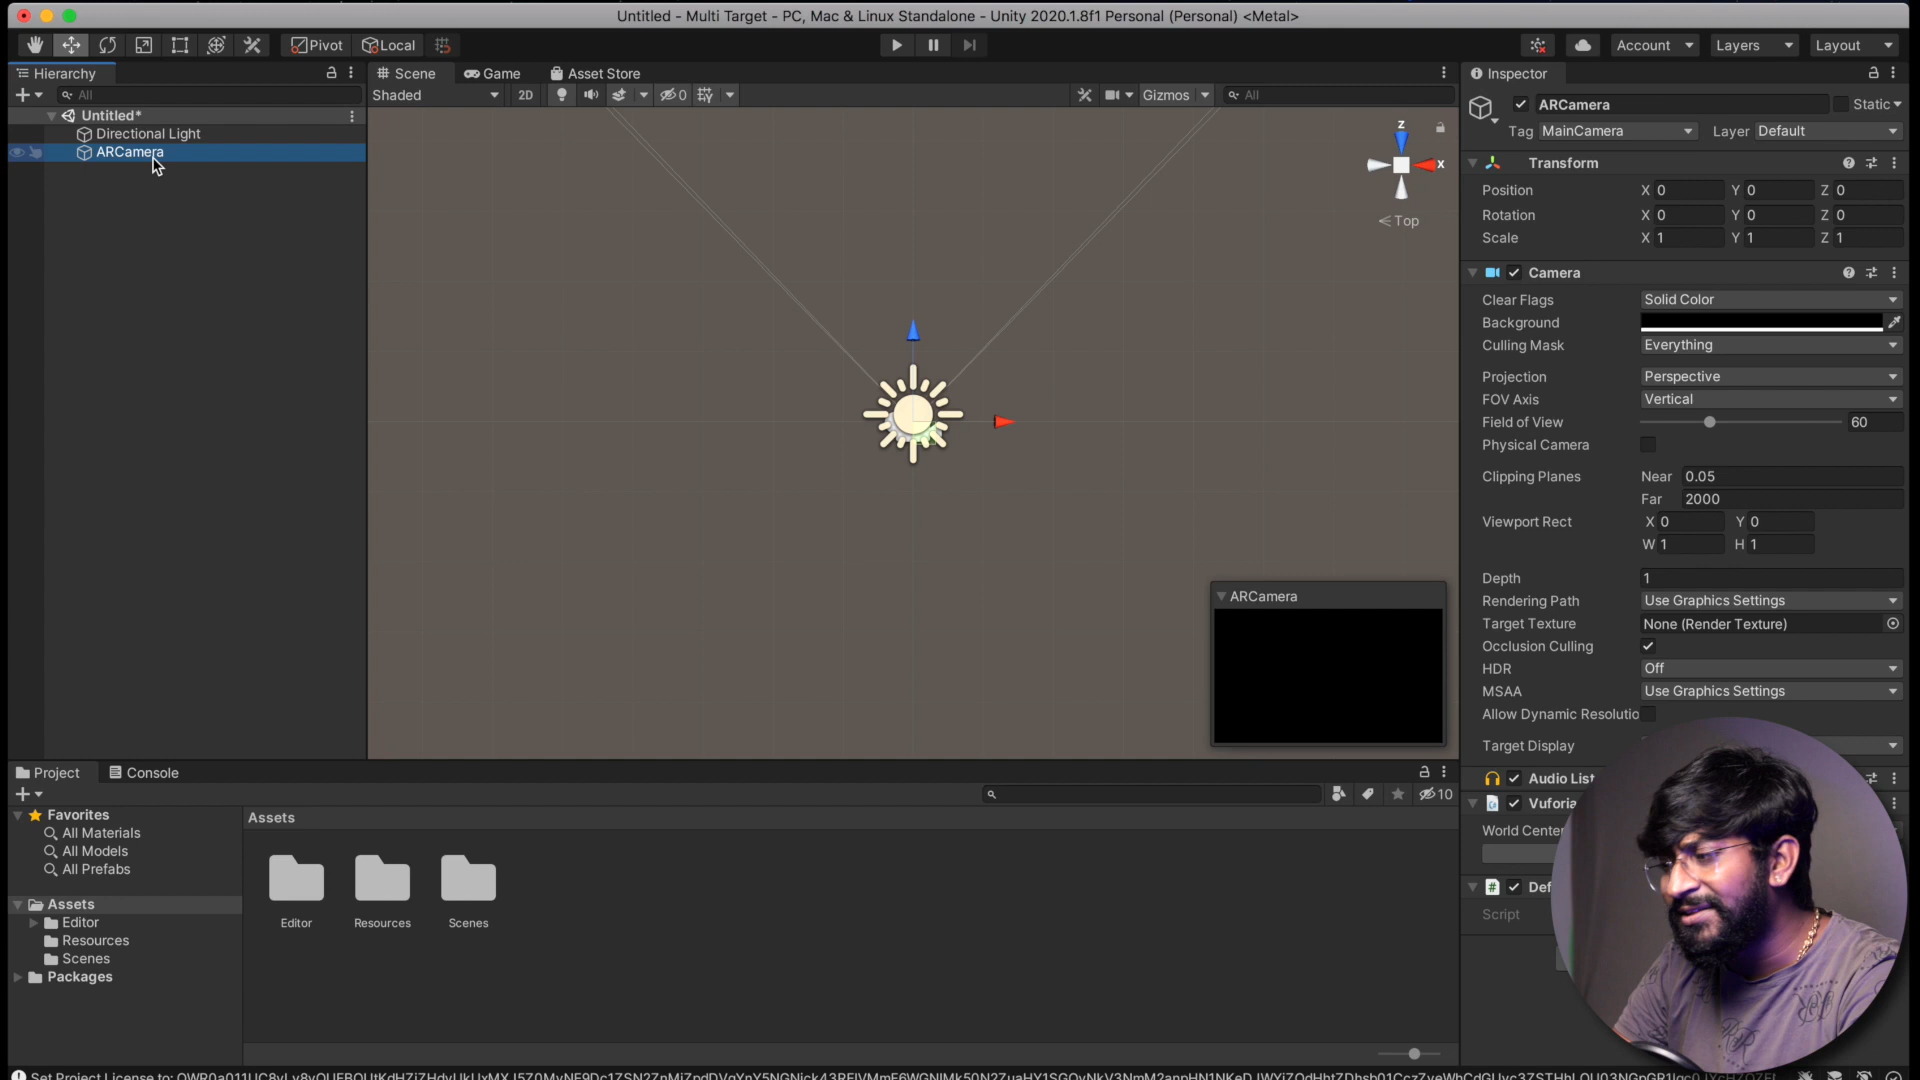 Untitled - Multi Target - PC, Mac & Linux Standalone - Unity 2020.1.8f1 Personal (Personal) <Metal>
Pivot Local Account Layers Layout
Hierarchy
All
Untitled*
Directional Light
ARCamera
Scene Game Asset Store
Shaded 2D 0 Gizmos All
z
x
Top
ARCamera
Inspector
ARCamera Static
Tag MainCamera Layer Default
Transform
Position X 0 Y 0 Z 0
Rotation X 0 Y 0 Z 0
Scale X 1 Y 1 Z 1
Camera
Clear Flags Solid Color
Background
Culling Mask Everything
Projection Perspective
FOV Axis Vertical
Field of View 60
Physical Camera
Clipping Planes Near 0.05
Far 2000
Viewport Rect X 0 Y 0
W 1 H 1
Depth 1
Rendering Path Use Graphics Settings
Target Texture None (Render Texture)
Occlusion Culling
HDR Off
MSAA Use Graphics Settings
Allow Dynamic Resolutio
Target Display
Audio List
Vuforia
World Center
Def
Script
Project Console
10
Favorites
All Materials
All Models
All Prefabs
Assets
Editor
Resources
Scenes
Packages
Assets
Editor Resources Scenes
Set Project License to: